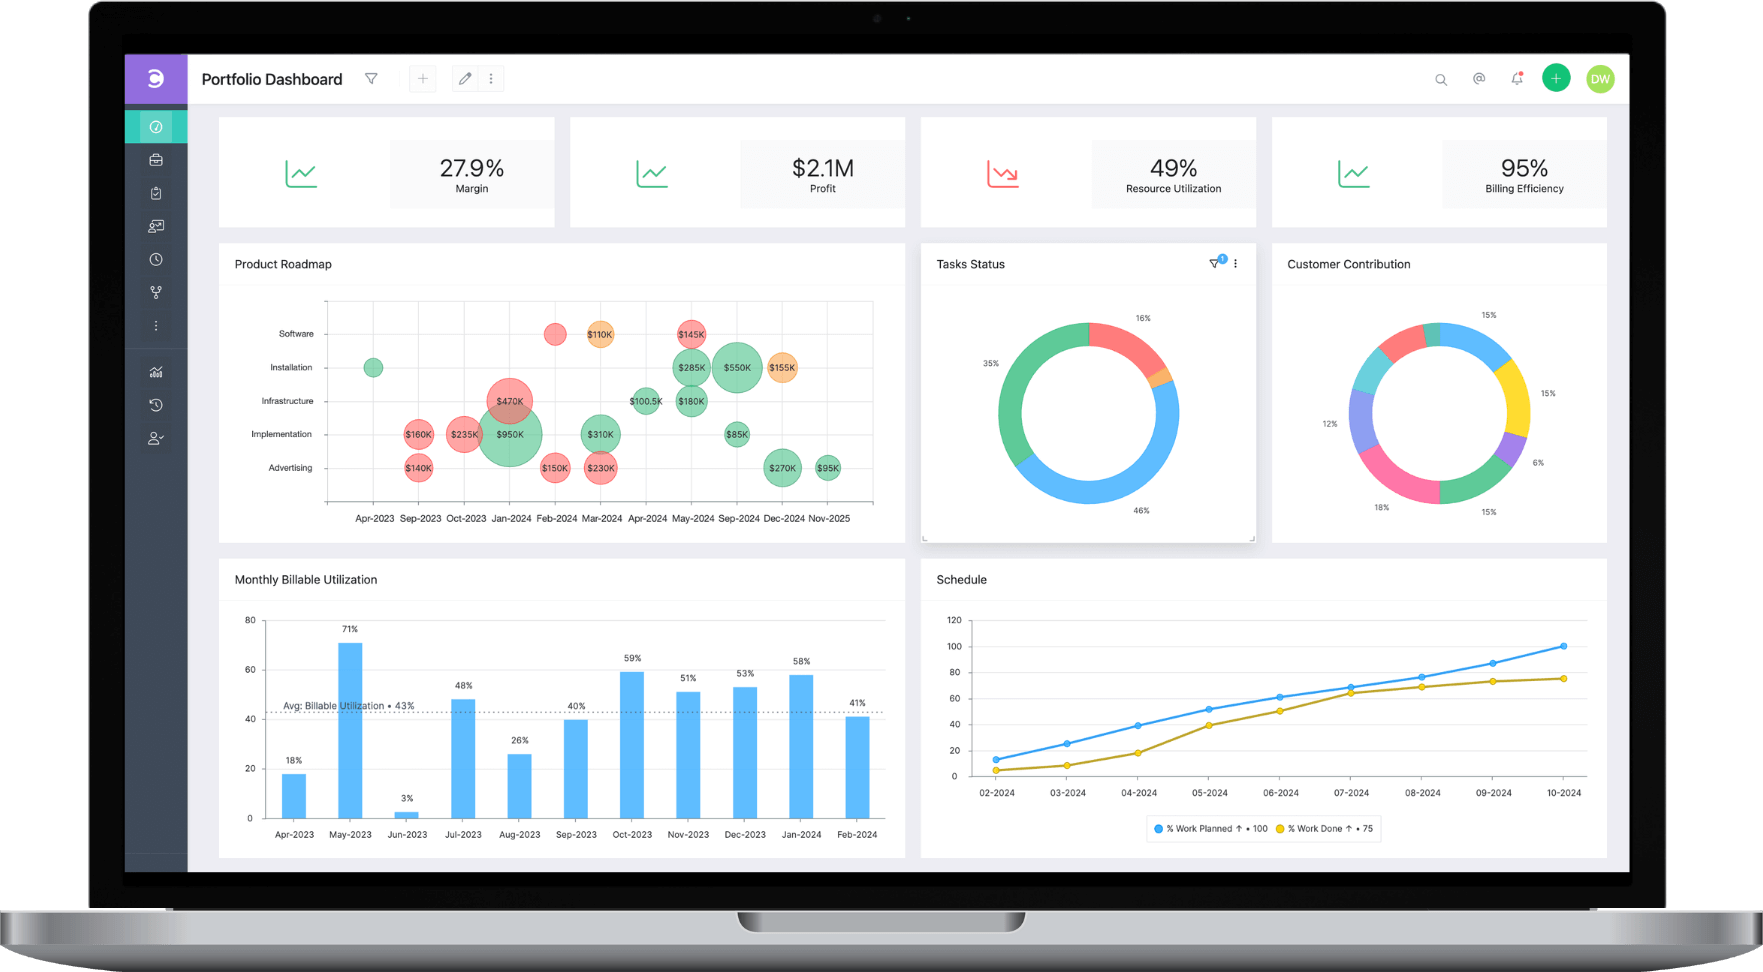 Portfolio Dashboard
DW
27.9%
Margin
$2.1M
Profit
49%
Resource Utilization
95%
Billing Efficiency
Product Roadmap
Software
$110K
$145K
Installation
$285K
$550K
$155K
Infrastructure
$470K
$100.5K
$180K
Implementation
$160K
$235K
$950K
$310K
$85K
Advertising
$140K
$150K
$230K
$270K
$95K
Apr-2023 Sep-2023 Oct-2023 Jan-2024 Feb-2024 Mar-2024 Apr-2024 May-2024 Sep-2024 Dec-2024 Nov-2025
Tasks Status
1
16%
35%
46%
Customer Contribution
15%
15%
12%
6%
18%
15%
Monthly Billable Utilization
80
60
40
20
0
Avg: Billable Utilization • 43%
18%
71%
3%
48%
26%
40%
59%
51%
53%
58%
41%
Apr-2023 May-2023 Jun-2023 Jul-2023 Aug-2023 Sep-2023 Oct-2023 Nov-2023 Dec-2023 Jan-2024 Feb-2024
Schedule
120
100
80
60
40
20
0
02-2024 03-2024 04-2024 05-2024 06-2024 07-2024 08-2024 09-2024 10-2024
% Work Planned ↑ • 100 % Work Done ↑ • 75